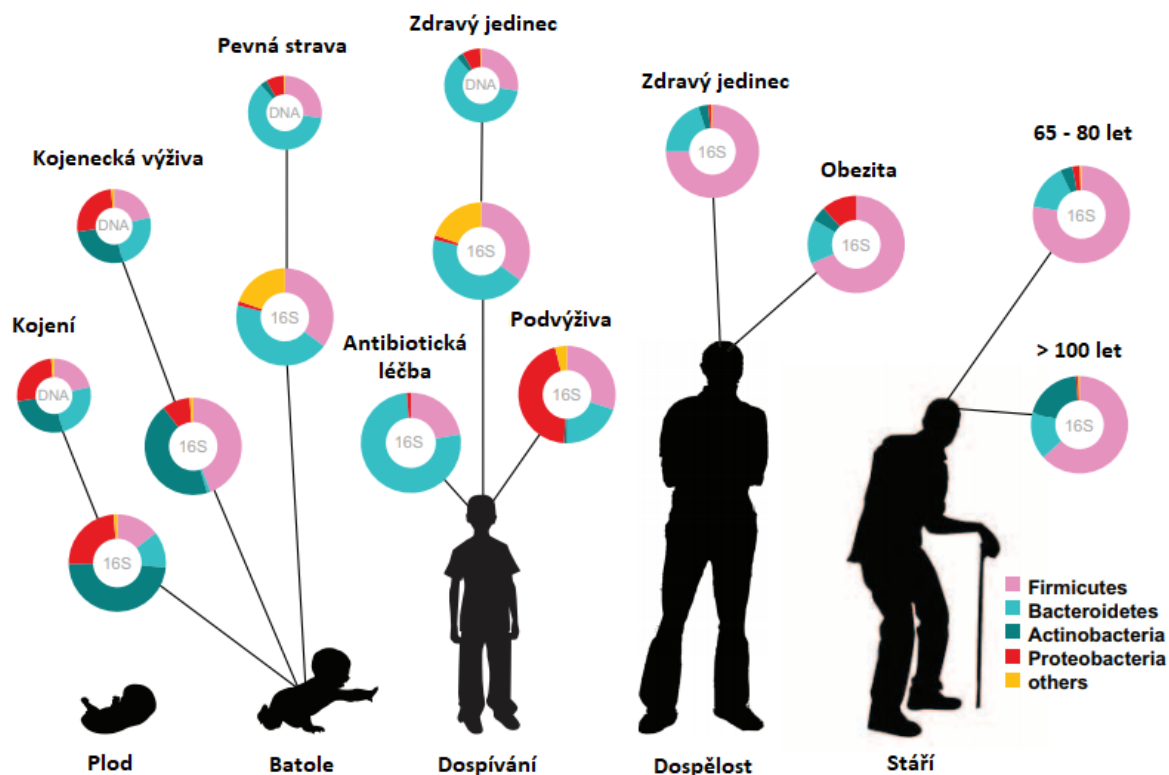 Zdravý jedinec
Pevná strava
DNA
Zdravý jedinec
DNA
65 - 80 let
Kojenecká výživa
16S
Obezita
DNA
16S
16S
16S
Kojení
16S
Antibiotická
léčba
Podvýživa
> 100 let
DNA
16S
16S
16S
16S
16S
Firmicutes
Bacteroidetes
Actinobacteria
Proteobacteria
others
Plod
Batole
Dospívání
Dospělost
Stáří